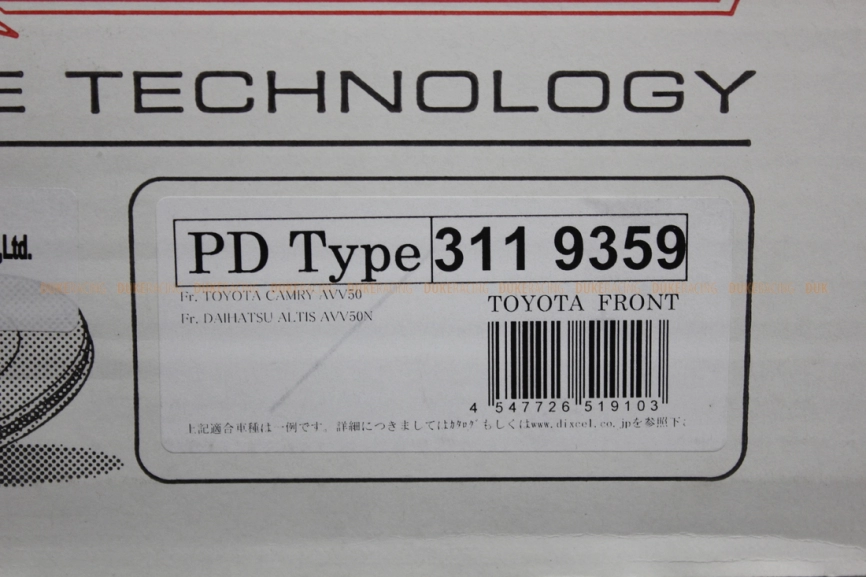 E TECHNOLOGY
,Ltd.
PD Type 311 9359
Fr. TOYOTA CAMRY AVV50
Fr. DAIHATSU ALTIS AVV50N
TOYOTA FRONT
4 547726 519103
上記適合車種は一例です。詳細につきましてはｶﾀﾛｸﾞもしくはwww.dixcel.co.jpを参照下